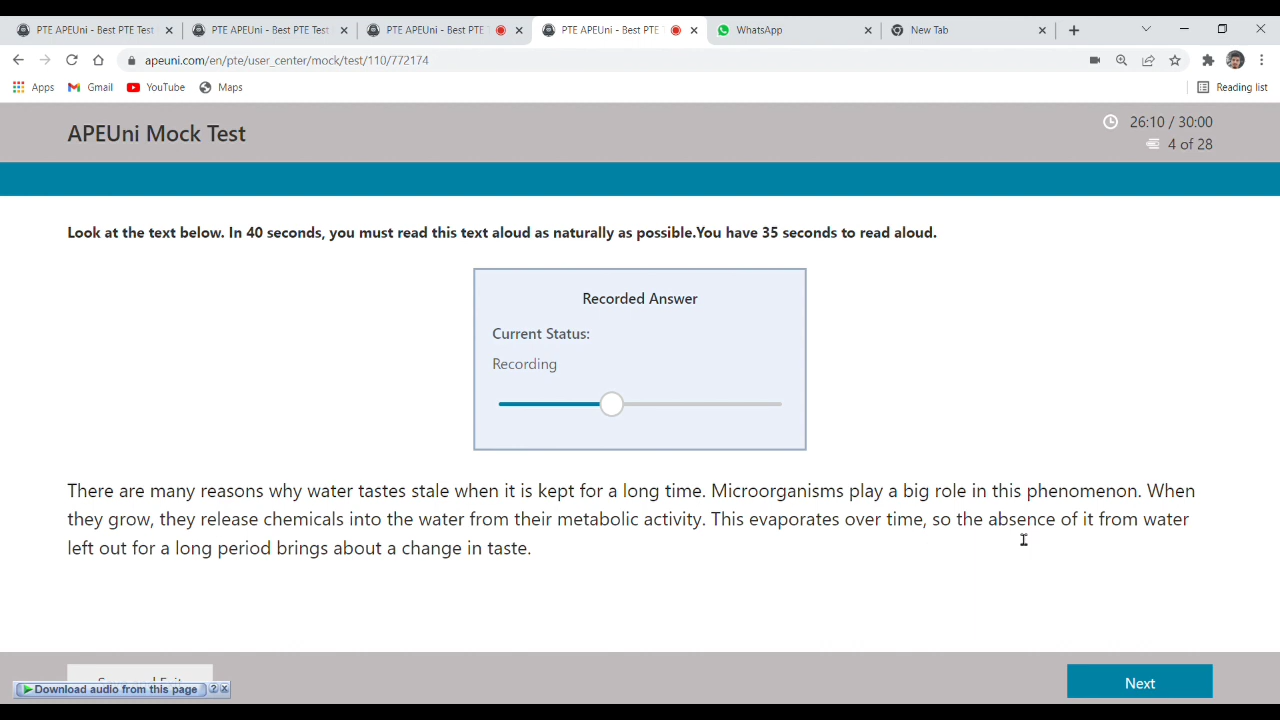 PTE APEUni - Best PTE Test
PTE APEUni - Best PTE Test
PTE APEUni - Best PTE
PTE APEUni - Best PTE
WhatsApp
New Tab
apeuni.com/en/pte/user_center/mock/test/110/772174
Apps
Gmail
YouTube
Maps
Reading list
APEUni Mock Test
26:10 / 30:00
4 of 28
Look at the text below. In 40 seconds, you must read this text aloud as naturally as possible.You have 35 seconds to read aloud.
Recorded Answer
Current Status:
Recording
There are many reasons why water tastes stale when it is kept for a long time. Microorganisms play a big role in this phenomenon. When
they grow, they release chemicals into the water from their metabolic activity. This evaporates over time, so the absence of it from water
left out for a long period brings about a change in taste.
Download audio from this page
Next